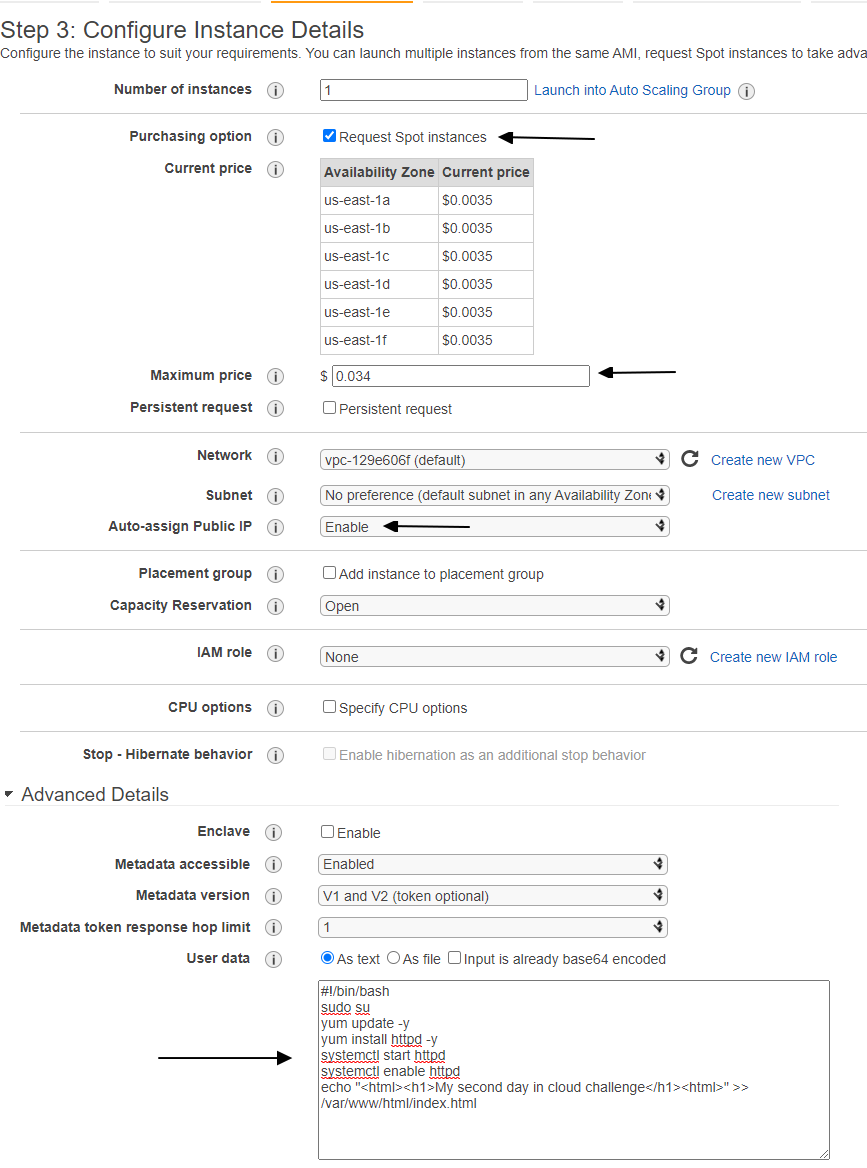 Step 3: Configure Instance Details
Configure the instance to suit your requirements. You can launch multiple instances from the same AMI, request Spot instances to take adva
Number of instances i 1 Launch into Auto Scaling Group i
Purchasing option i Request Spot instances
Current price i
Availability Zone Current price
us-east-1a $0.0035
us-east-1b $0.0035
us-east-1c $0.0035
us-east-1d $0.0035
us-east-1e $0.0035
us-east-1f $0.0035
Maximum price i $ 0.034
Persistent request i Persistent request
Network i vpc-129e606f (default) Create new VPC
Subnet i No preference (default subnet in any Availability Zone Create new subnet
Auto-assign Public IP i Enable
Placement group i Add instance to placement group
Capacity Reservation i Open
IAM role i None Create new IAM role
CPU options i Specify CPU options
Stop - Hibernate behavior i Enable hibernation as an additional stop behavior
Advanced Details
Enclave i Enable
Metadata accessible i Enabled
Metadata version i V1 and V2 (token optional)
Metadata token response hop limit i 1
User data i As text As file Input is already base64 encoded
#!/bin/bash
sudo su
yum update -y
yum install httpd -y
systemctl start httpd
systemctl enable httpd
echo "<html><h1>My second day in cloud challenge</h1><html>" >>
/var/www/html/index.html